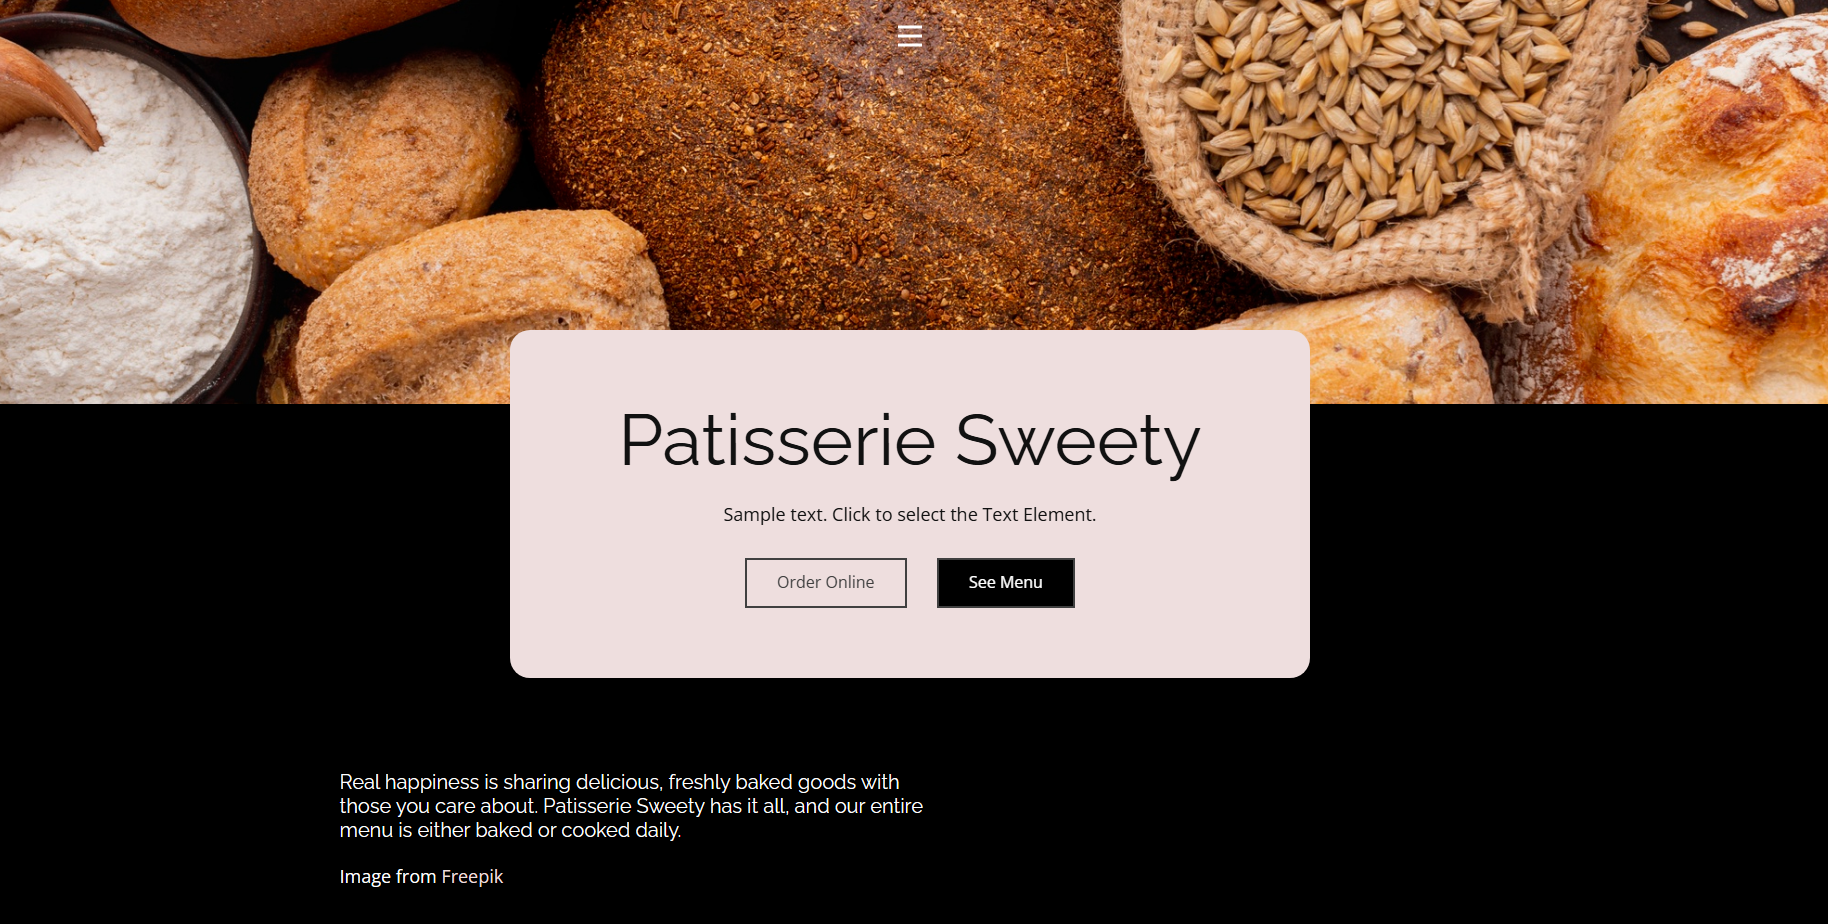 Patisserie Sweety
Sample text. Click to select the Text Element.
Order Online
See Menu
Real happiness is sharing delicious, freshly baked goods with
those you care about. Patisserie Sweety has it all, and our entire
menu is either baked or cooked daily.
Image from Freepik